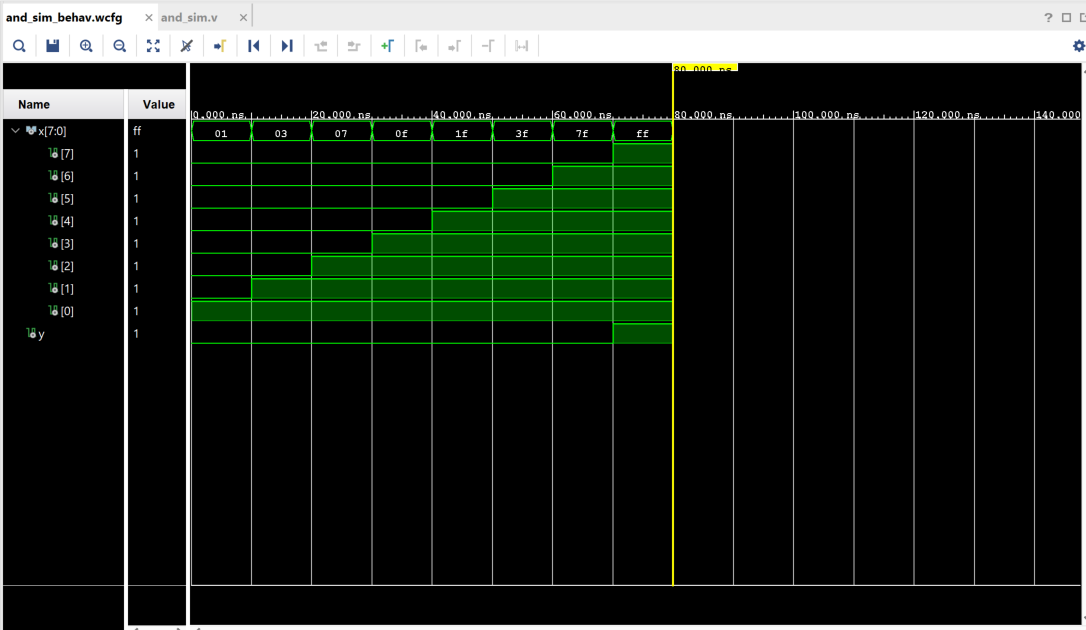 and_sim_behav.wcfg × and_sim.v ×
?
80.000 ns
Name Value
0.000 ns 20.000 ns 40.000 ns 60.000 ns 80.000 ns 100.000 ns 120.000 ns 140.000
x[7:0] ff 01 03 07 0f 1f 3f 7f ff
[7] 1
[6] 1
[5] 1
[4] 1
[3] 1
[2] 1
[1] 1
[0] 1
y 1